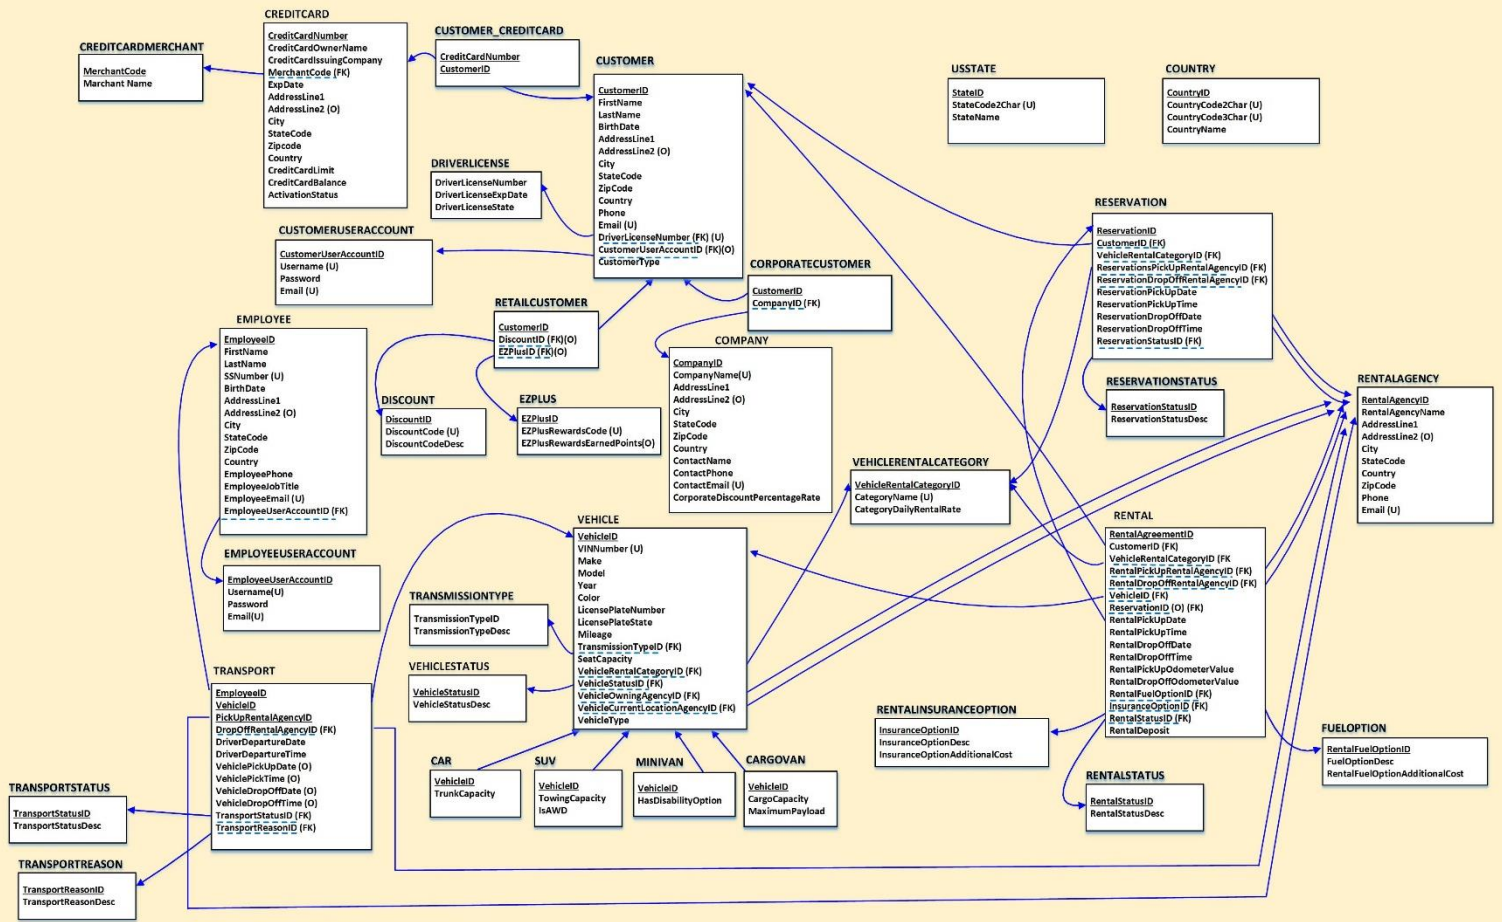 CREDITCARDMERCHANT
MerchantCode
Marchant Name
CREDITCARD
CreditCardNumber
CreditCardOwnerName
CreditCardIssuingCompany
MerchantCode (FK)
ExpDate
AddressLine1
AddressLine2 (O)
City
StateCode
Zipcode
Country
CreditCardLimit
CreditCardBalance
ActivationStatus
CUSTOMER_CREDITCARD
CreditCardNumber
CustomerID
CUSTOMER
CustomerID
FirstName
LastName
BirthDate
AddressLine1
AddressLine2 (O)
City
StateCode
ZipCode
Country
Phone
Email (U)
DriverLicenseNumber (FK) (U)
CustomerUserAccountID (FK)(O)
CustomerType
USSTATE
StateID
StateCode2Char (U)
StateName
COUNTRY
CountryID
CountryCode2Char (U)
CountryCode3Char (U)
CountryName
DRIVERLICENSE
DriverLicenseNumber
DriverLicenseExpDate
DriverLicenseState
CUSTOMERUSERACCOUNT
CustomerUserAccountID
Username (U)
Password
Email (U)
RESERVATION
ReservationID
CustomerID (FK)
VehicleRentalCategoryID (FK)
ReservationsPickUpRentalAgencyID (FK)
ReservationDropOffRentalAgencyID (FK)
ReservationPickUpDate
ReservationPickUpTime
ReservationDropOffDate
ReservationDropOffTime
ReservationStatusID (FK)
CORPORATECUSTOMER
CustomerID
CompanyID (FK)
RETAILCUSTOMER
CustomerID
DiscountID (FK)(O)
EZPlusID (FK)(O)
EMPLOYEE
EmployeeID
FirstName
LastName
SSNumber (U)
BirthDate
AddressLine1
AddressLine2 (O)
City
StateCode
ZipCode
Country
EmployeePhone
EmployeeJobTitle
EmployeeEmail (U)
EmployeeUserAccountID (FK)
COMPANY
CompanyID
CompanyName(U)
AddressLine1
AddressLine2 (O)
City
StateCode
ZipCode
Country
ContactName
ContactPhone
ContactEmail (U)
CorporateDiscountPercentageRate
DISCOUNT
DiscountID
DiscountCode (U)
DiscountCodeDesc
EZPLUS
EZPlusID
EZPlusRewardsCode (U)
EZPlusRewardsEarnedPoints(O)
RESERVATIONSTATUS
ReservationStatusID
ReservationStatusDesc
RENTALAGENCY
RentalAgencyID
RentalAgencyName
AddressLine1
AddressLine2 (O)
City
StateCode
Country
ZipCode
Phone
Email (U)
VEHICLERENTALCATEGORY
VehicleRentalCategoryID
CategoryName (U)
CategoryDailyRentalRate
EMPLOYEEUSERACCOUNT
EmployeeUserAccountID
Username(U)
Password
Email(U)
VEHICLE
VehicleID
VINNumber (U)
Make
Model
Year
Color
LicensePlateNumber
LicensePlateState
Mileage
TransmissionTypeID (FK)
SeatCapacity
VehicleRentalCategoryID (FK)
VehicleStatusID (FK)
VehicleOwningAgencyID (FK)
VehicleCurrentLocationAgencyID (FK)
VehicleType
RENTAL
RentalAgreementID
CustomerID (FK)
VehicleRentalCategoryID (FK
RentalPickUpRentalAgencyID (FK)
RentalDropOffRentalAgencyID (FK)
VehicleID (FK)
ReservationID (O) (FK)
RentalPickUpDate
RentalPickUpTime
RentalDropOffDate
RentalDropOffTime
RentalPickUpOdometerValue
RentalDropOffOdometerValue
RentalFuelOptionID (FK)
InsuranceOptionID (FK)
RentalStatusID (FK)
RentalDeposit
TRANSMISSIONTYPE
TransmissionTypeID
TransmissionTypeDesc
VEHICLESTATUS
VehicleStatusID
VehicleStatusDesc
TRANSPORT
EmployeeID
VehicleID
PickUpRentalAgencyID
DropOffRentalAgencyID (FK)
DriverDepartureDate
DriverDepartureTime
VehiclePickUpDate (O)
VehiclePickTime (O)
VehicleDropOffDate (O)
VehicleDropOffTime (O)
TransportStatusID (FK)
TransportReasonID (FK)
RENTALINSURANCEOPTION
InsuranceOptionID
InsuranceOptionDesc
InsuranceOptionAdditionalCost
FUELOPTION
RentalFuelOptionID
FuelOptionDesc
RentalFuelOptionAdditionalCost
CAR
VehicleID
TrunkCapacity
SUV
VehicleID
TowingCapacity
IsAWD
MINIVAN
VehicleID
HasDisabilityOption
CARGOVAN
VehicleID
CargoCapacity
MaximumPayload
RENTALSTATUS
RentalStatusID
RentalStatusDesc
TRANSPORTSTATUS
TransportStatusID
TransportStatusDesc
TRANSPORTREASON
TransportReasonID
TransportReasonDesc